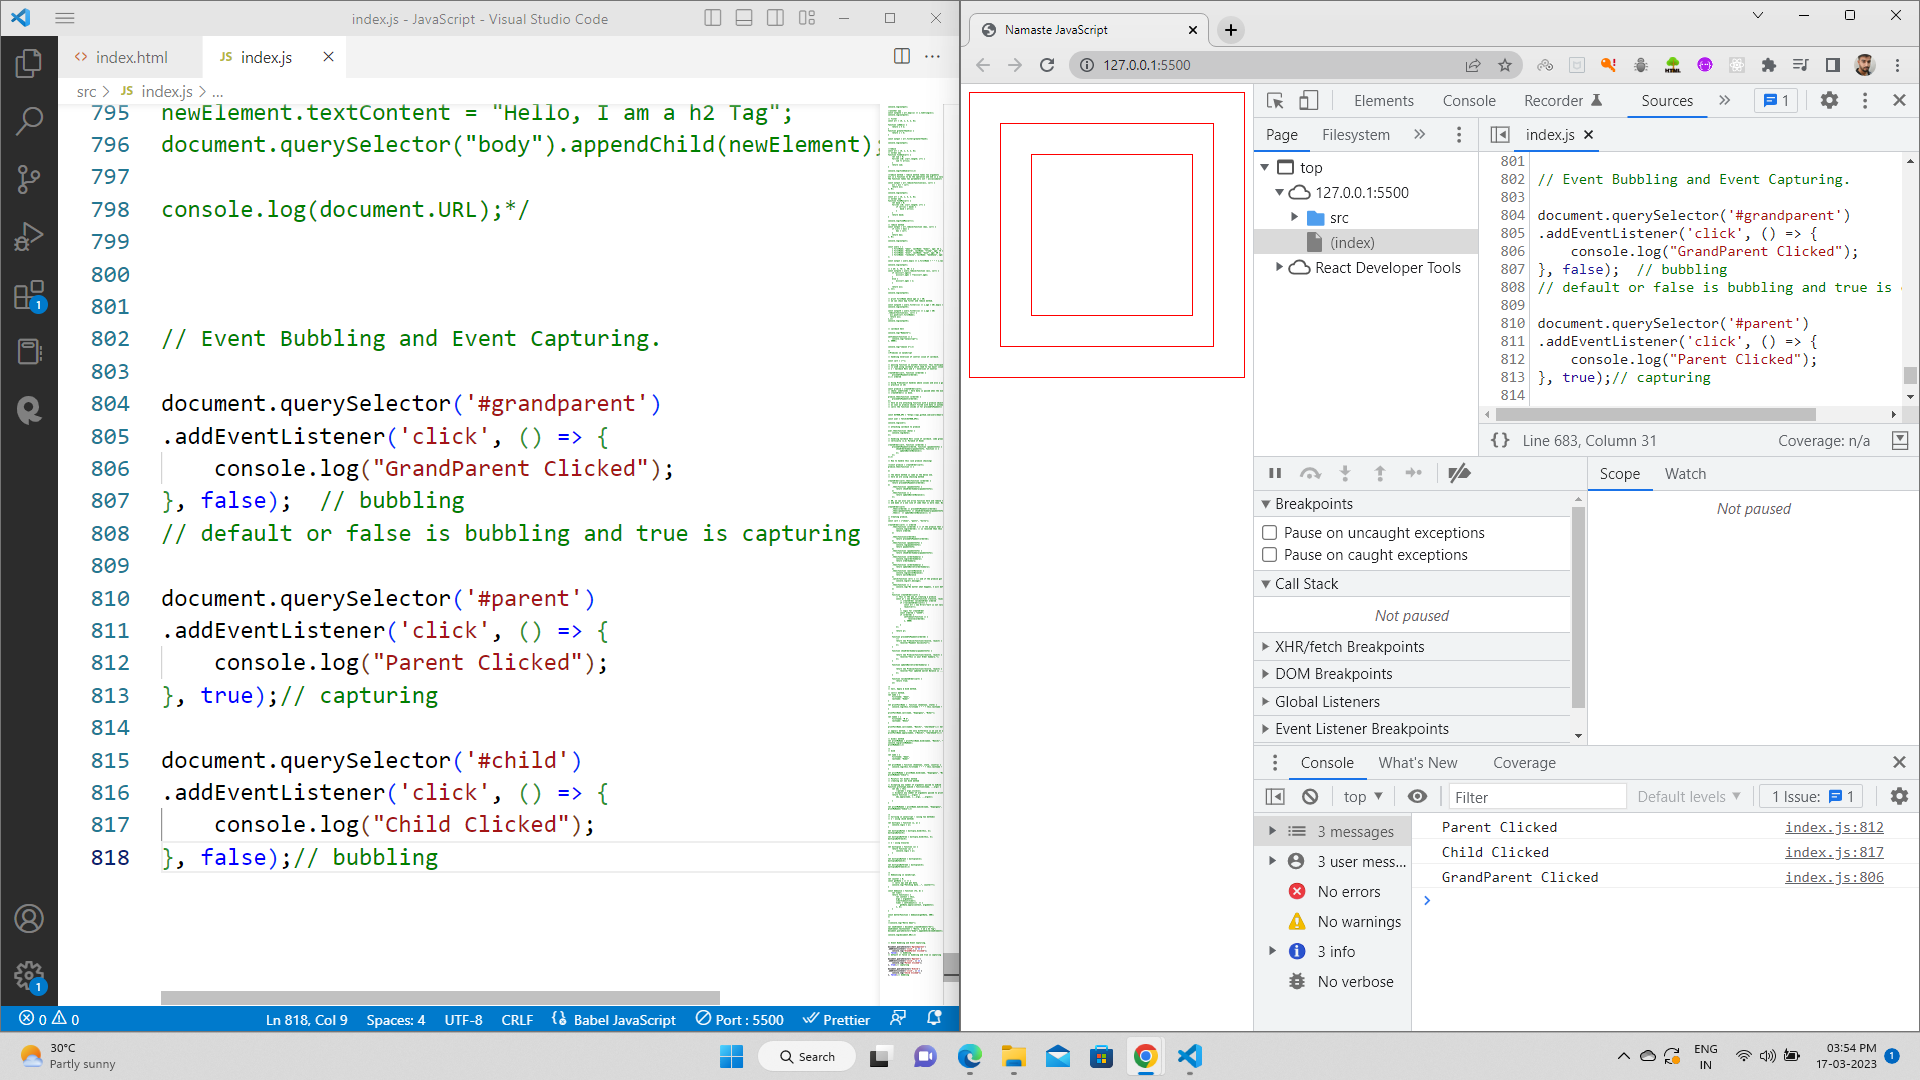 index.js - JavaScript - Visual Studio Code
<> index.html
JS index.js
src > JS index.js > ...
795 newElement.textContent = "Hello, I am a h2 Tag";
796 document.querySelector("body").appendChild(newElement);
797
798 console.log(document.URL);*/
799
800
801
802 // Event Bubbling and Event Capturing.
803
804 document.querySelector('#grandparent')
805 .addEventListener('click', () => {
806 console.log("GrandParent Clicked");
807 }, false);  // bubbling
808 // default or false is bubbling and true is capturing
809
810 document.querySelector('#parent')
811 .addEventListener('click', () => {
812 console.log("Parent Clicked");
813 }, true);// capturing
814
815 document.querySelector('#child')
816 .addEventListener('click', () => {
817 console.log("Child Clicked");
818 }, false);// bubbling
1
1
0 0
Ln 818, Col 9
Spaces: 4
UTF-8
CRLF
Babel JavaScript
Port : 5500
Prettier
Namaste JavaScript
127.0.0.1:5500
Elements
Console
Recorder
Sources
1
Page
Filesystem
index.js
top
127.0.0.1:5500
src
(index)
React Developer Tools
801
802 // Event Bubbling and Event Capturing.
803
804 document.querySelector('#grandparent')
805 .addEventListener('click', () => {
806 console.log("GrandParent Clicked");
807 }, false);  // bubbling
808 // default or false is bubbling and true is
809
810 document.querySelector('#parent')
811 .addEventListener('click', () => {
812 console.log("Parent Clicked");
813 }, true);// capturing
814
{} Line 683, Column 31
Coverage: n/a
Breakpoints
Pause on uncaught exceptions
Pause on caught exceptions
Call Stack
Not paused
XHR/fetch Breakpoints
DOM Breakpoints
Global Listeners
Event Listener Breakpoints
Scope
Watch
Not paused
Console
What's New
Coverage
top
Filter
Default levels
1 Issue: 1
3 messages
3 user mess...
No errors
No warnings
3 info
No verbose
Parent Clicked index.js:812
Child Clicked index.js:817
GrandParent Clicked index.js:806
30°C
Partly sunny
Search
ENG
IN
03:54 PM
17-03-2023
1